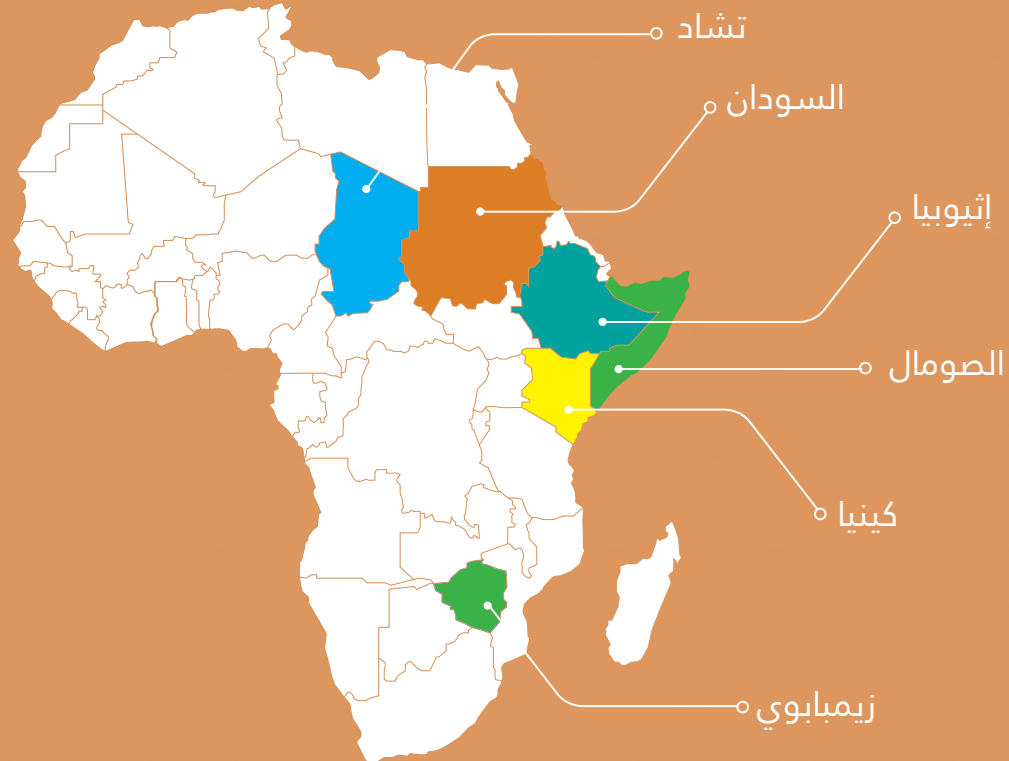 تشاد
السودان
إثيوبيا
الصومال
كينيا
زيمبابوي